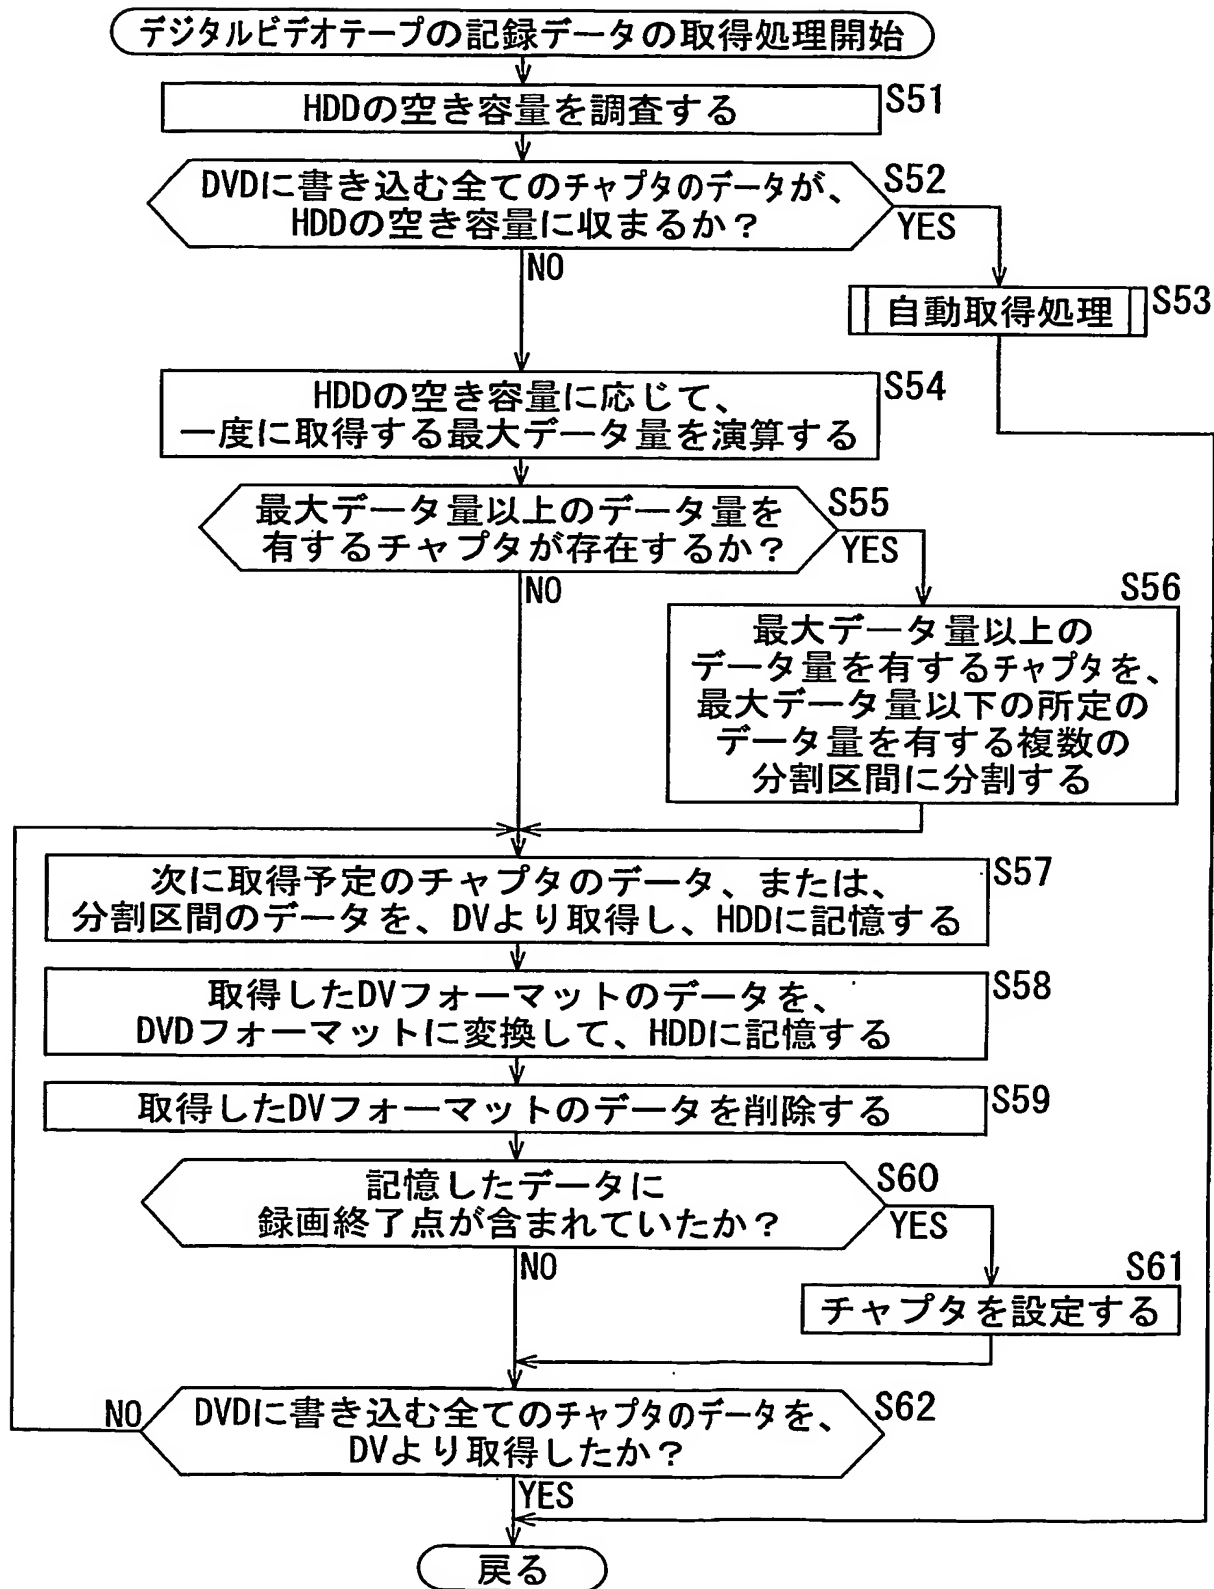 デジタルビデオテープの記録データの取得処理開始
HDDの空き容量を調査する
S51
DVDに書き込む全てのチャプタのデータが、
HDDの空き容量に収まるか？
S52
YES
NO
自動取得処理
S53
HDDの空き容量に応じて、
一度に取得する最大データ量を演算する
S54
最大データ量以上のデータ量を
有するチャプタが存在するか？
S55
YES
NO
S56
最大データ量以上の
データ量を有するチャプタを、
最大データ量以下の所定の
データ量を有する複数の
分割区間に分割する
次に取得予定のチャプタのデータ、または、
分割区間のデータを、DVより取得し、HDDに記憶する
S57
取得したDVフォーマットのデータを、
DVDフォーマットに変換して、HDDに記憶する
S58
取得したDVフォーマットのデータを削除する
S59
記憶したデータに
録画終了点が含まれていたか？
S60
YES
NO
S61
チャプタを設定する
DVDに書き込む全てのチャプタのデータを、
DVより取得したか？
S62
NO
YES
戻る